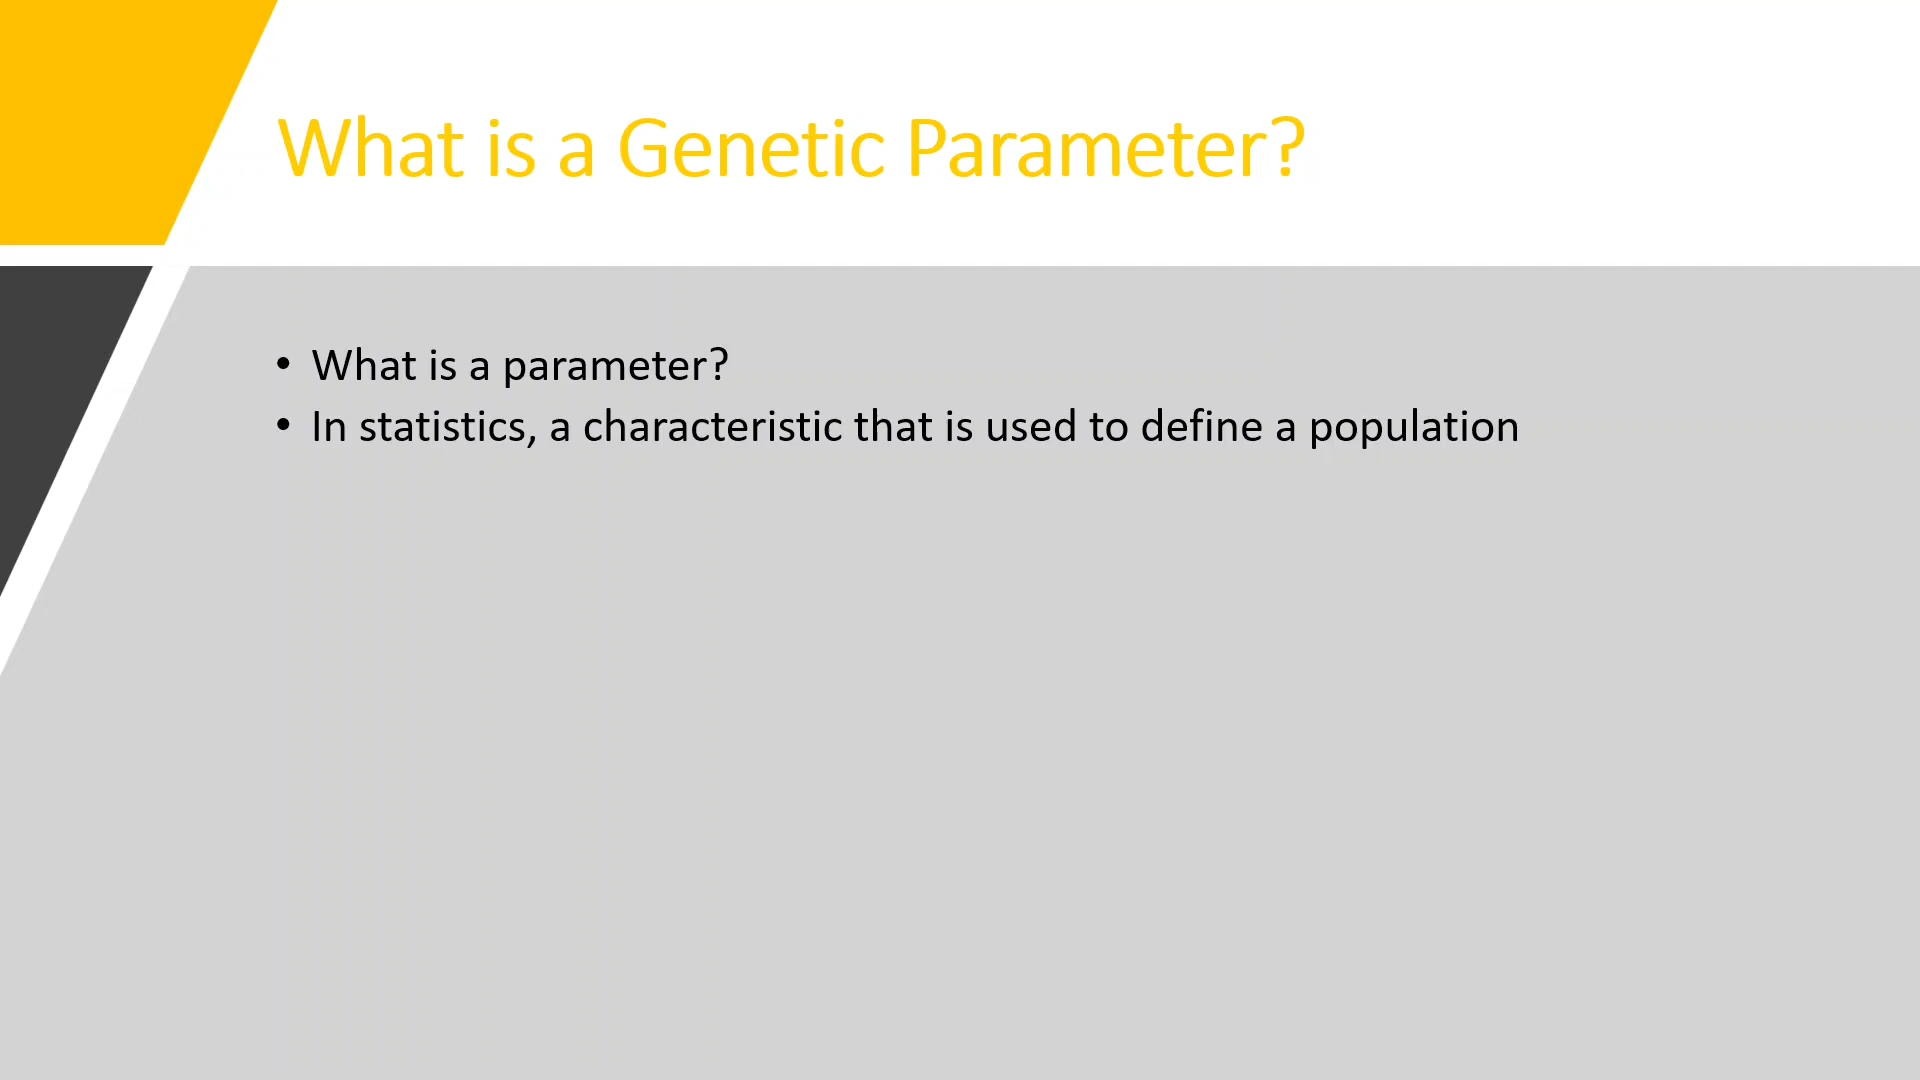 What is a Genetic Parameter?
• What is a parameter?
• In statistics, a characteristic that is used to define a population